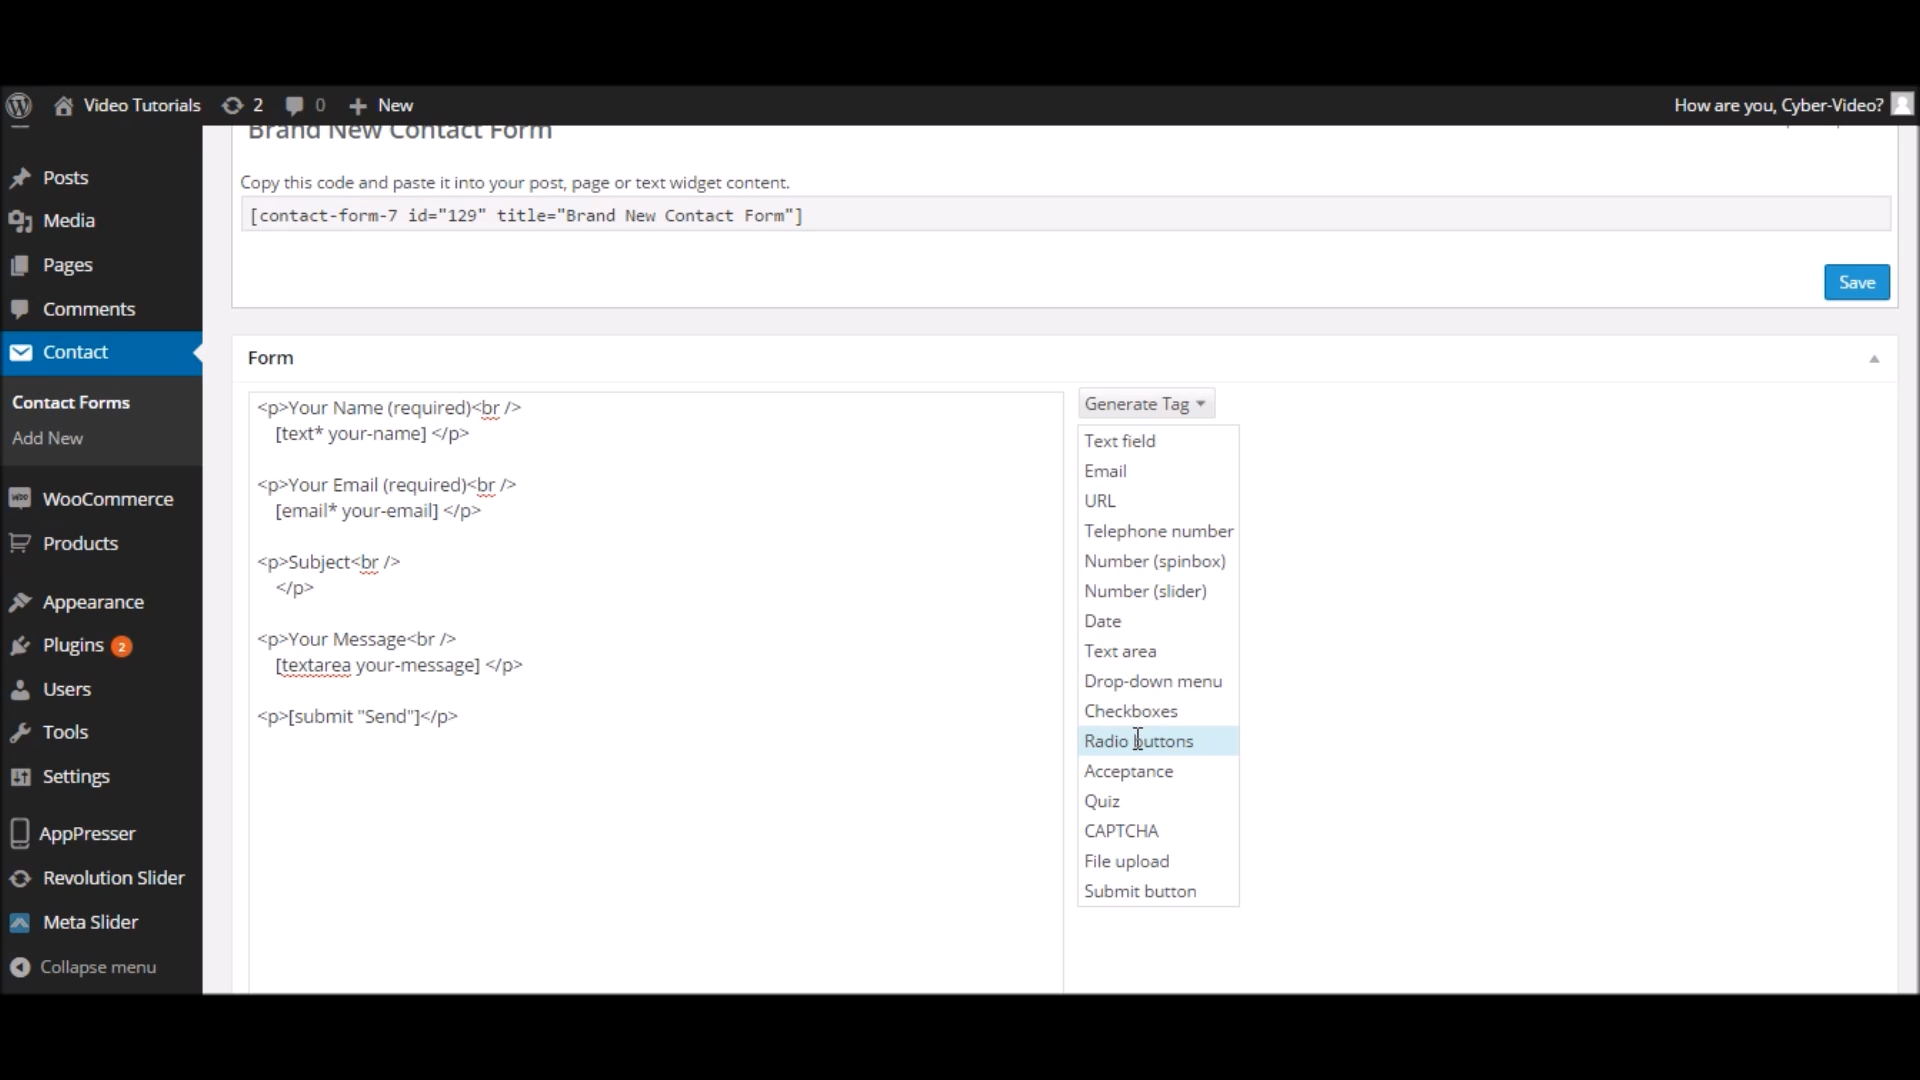 Video Tutorials 2 0 New How are you, Cyber-Video?
Brand New Contact Form
Copy this code and paste it into your post, page or text widget content.
[contact-form-7 id="129" title="Brand New Contact Form"]
Save
Posts
Media
Pages
Comments
Contact
Contact Forms
Add New
WooCommerce
Products
Appearance
Plugins 2
Users
Tools
Settings
AppPresser
Revolution Slider
Meta Slider
Collapse menu
Form
<p>Your Name (required)<br />
[text* your-name] </p>
<p>Your Email (required)<br />
[email* your-email] </p>
<p>Subject<br />
</p>
<p>Your Message<br />
[textarea your-message] </p>
<p>[submit "Send"]</p>
Generate Tag
Text field
Email
URL
Telephone number
Number (spinbox)
Number (slider)
Date
Text area
Drop-down menu
Checkboxes
Radio buttons
Acceptance
Quiz
CAPTCHA
File upload
Submit button